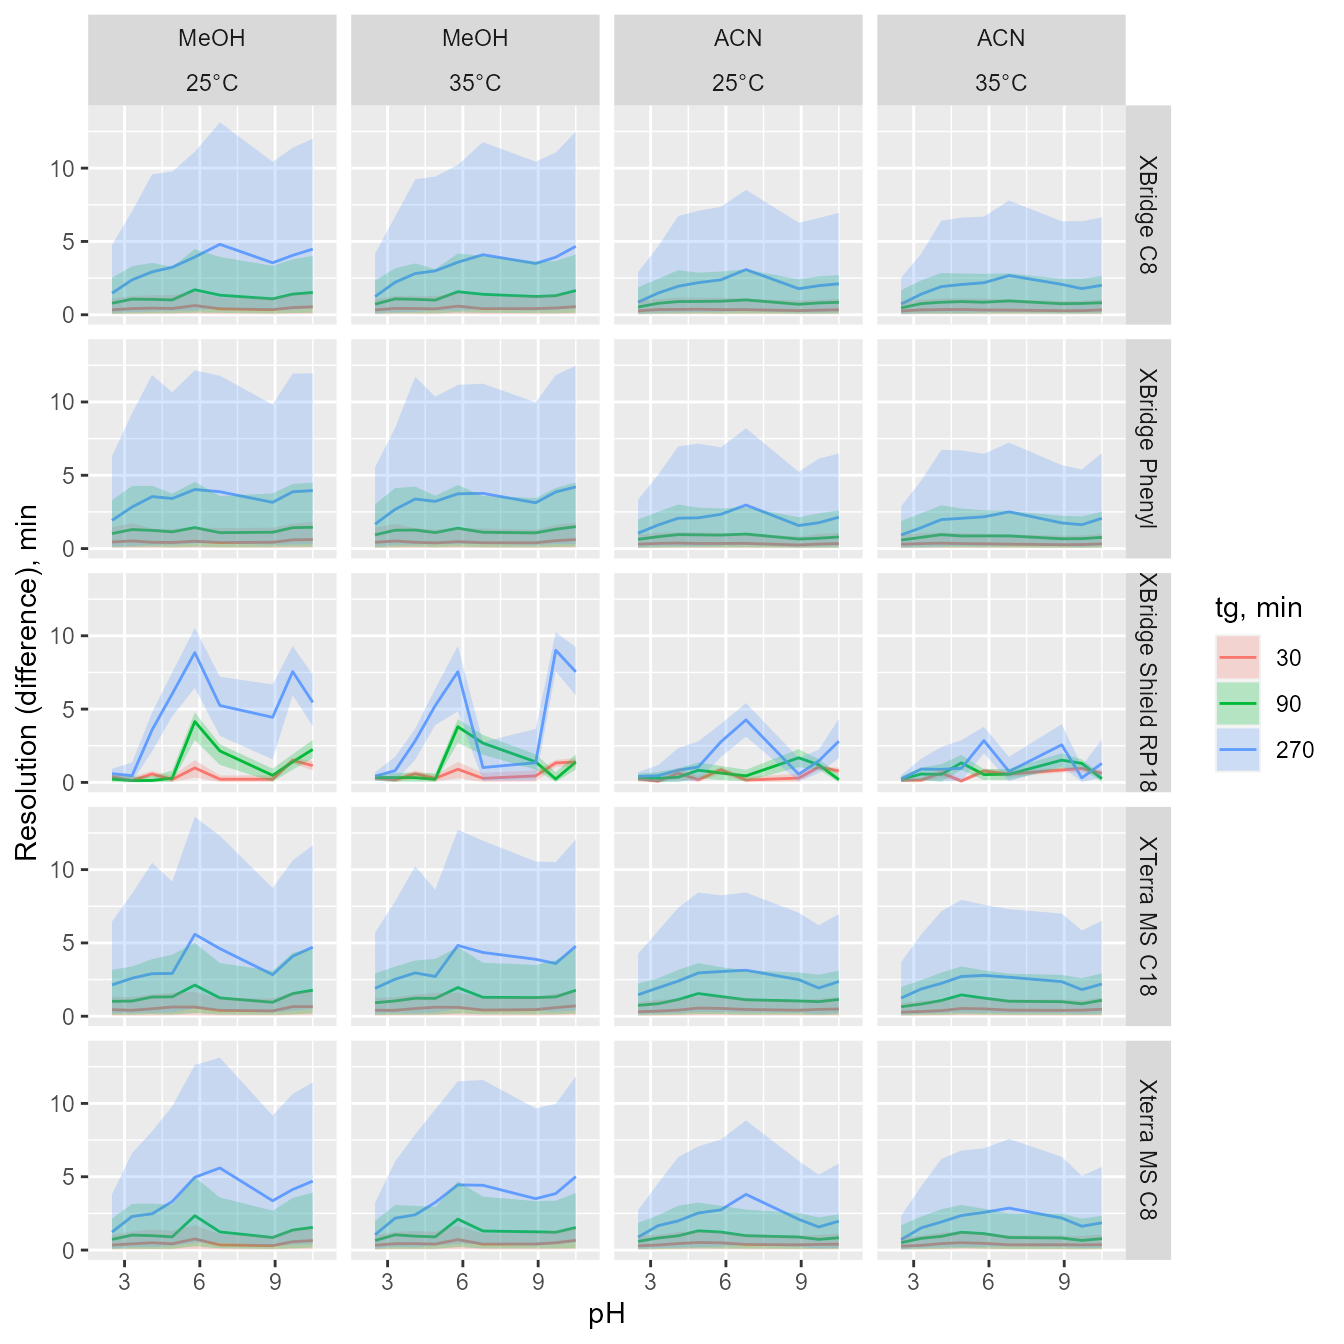 MeOH
MeOH
ACN
ACN
25°C
35°C
25°C
35°C
10
5
0
XBridge C8
10
5
0
XBridge Phenyl
10
5
0
XBridge Shield RP18
10
5
0
XTerra MS C18
10
5
0
Xterra MS C8
3
6
9
3
6
9
3
6
9
3
6
9
pH
Resolution (difference), min
tg, min
30
90
270